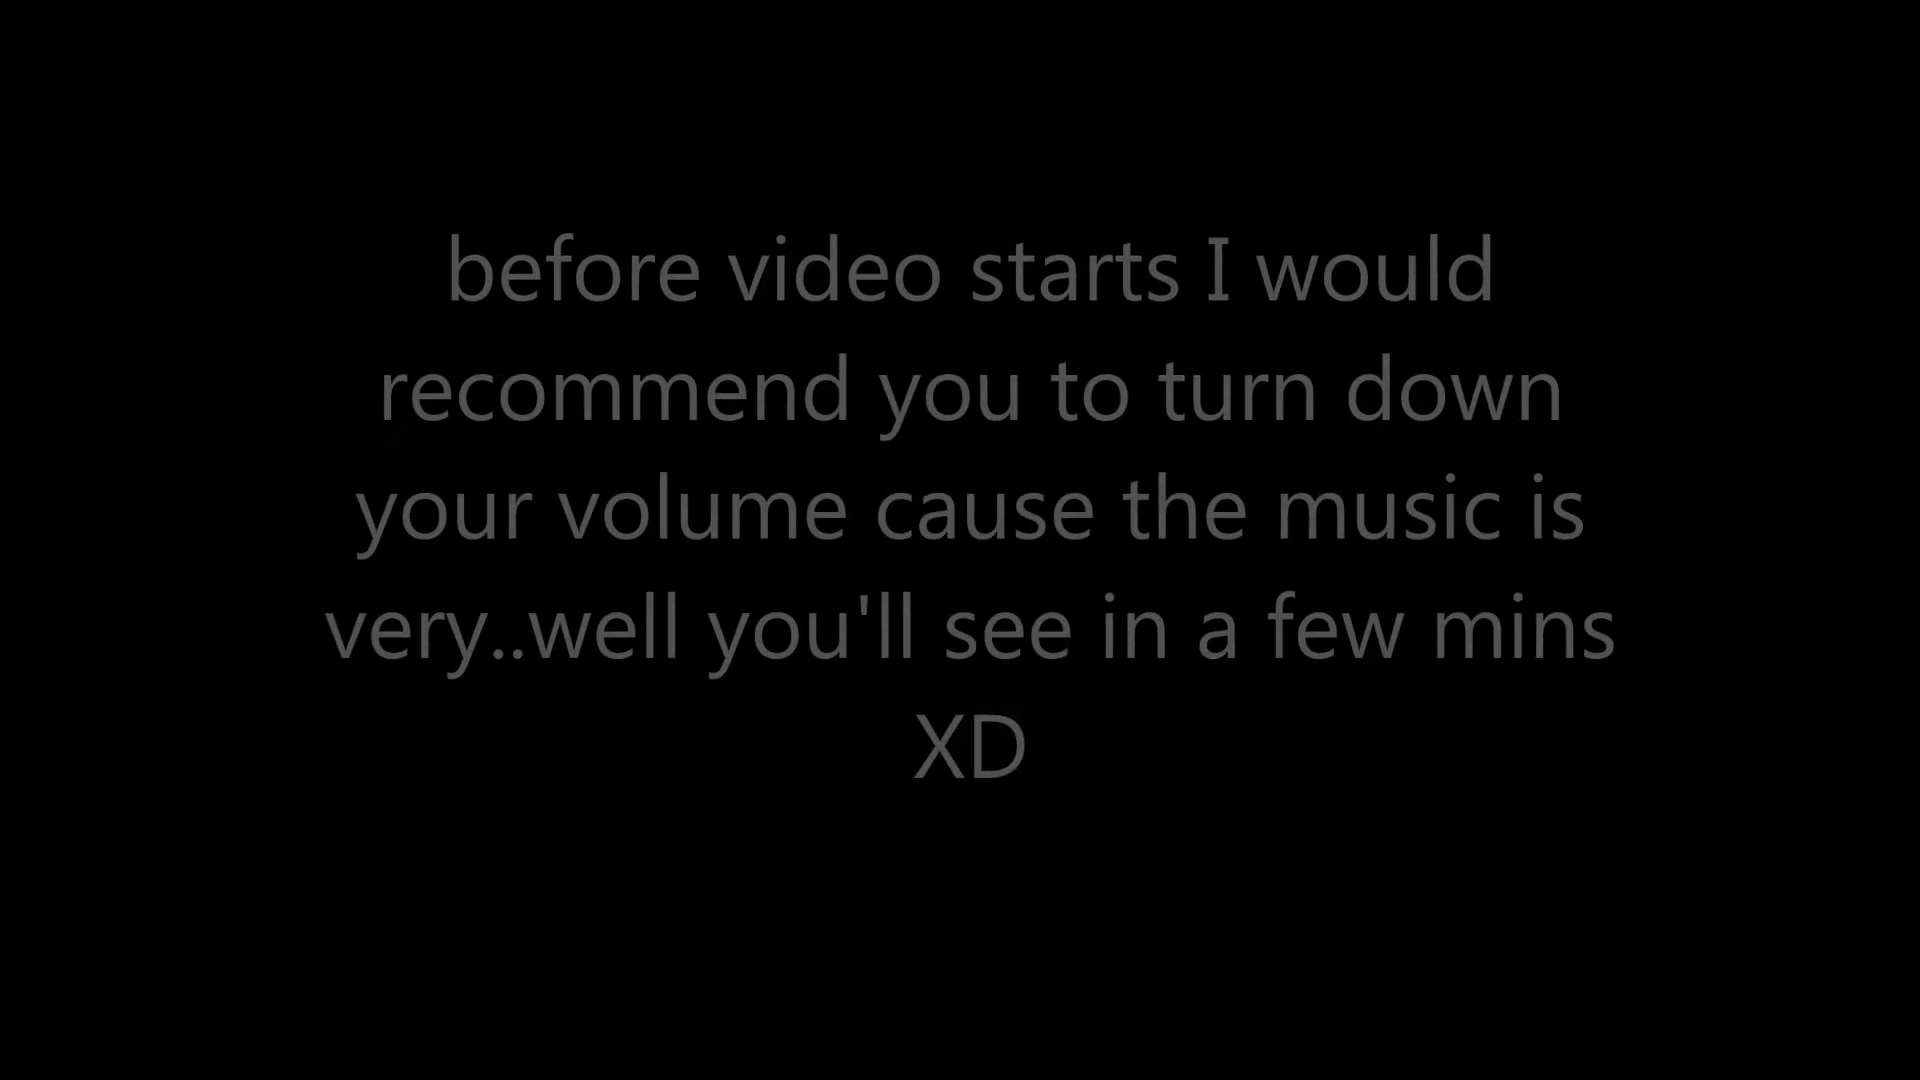 before video starts I would
recommend you to turn down
your volume cause the music is
very..well you'll see in a few mins
XD